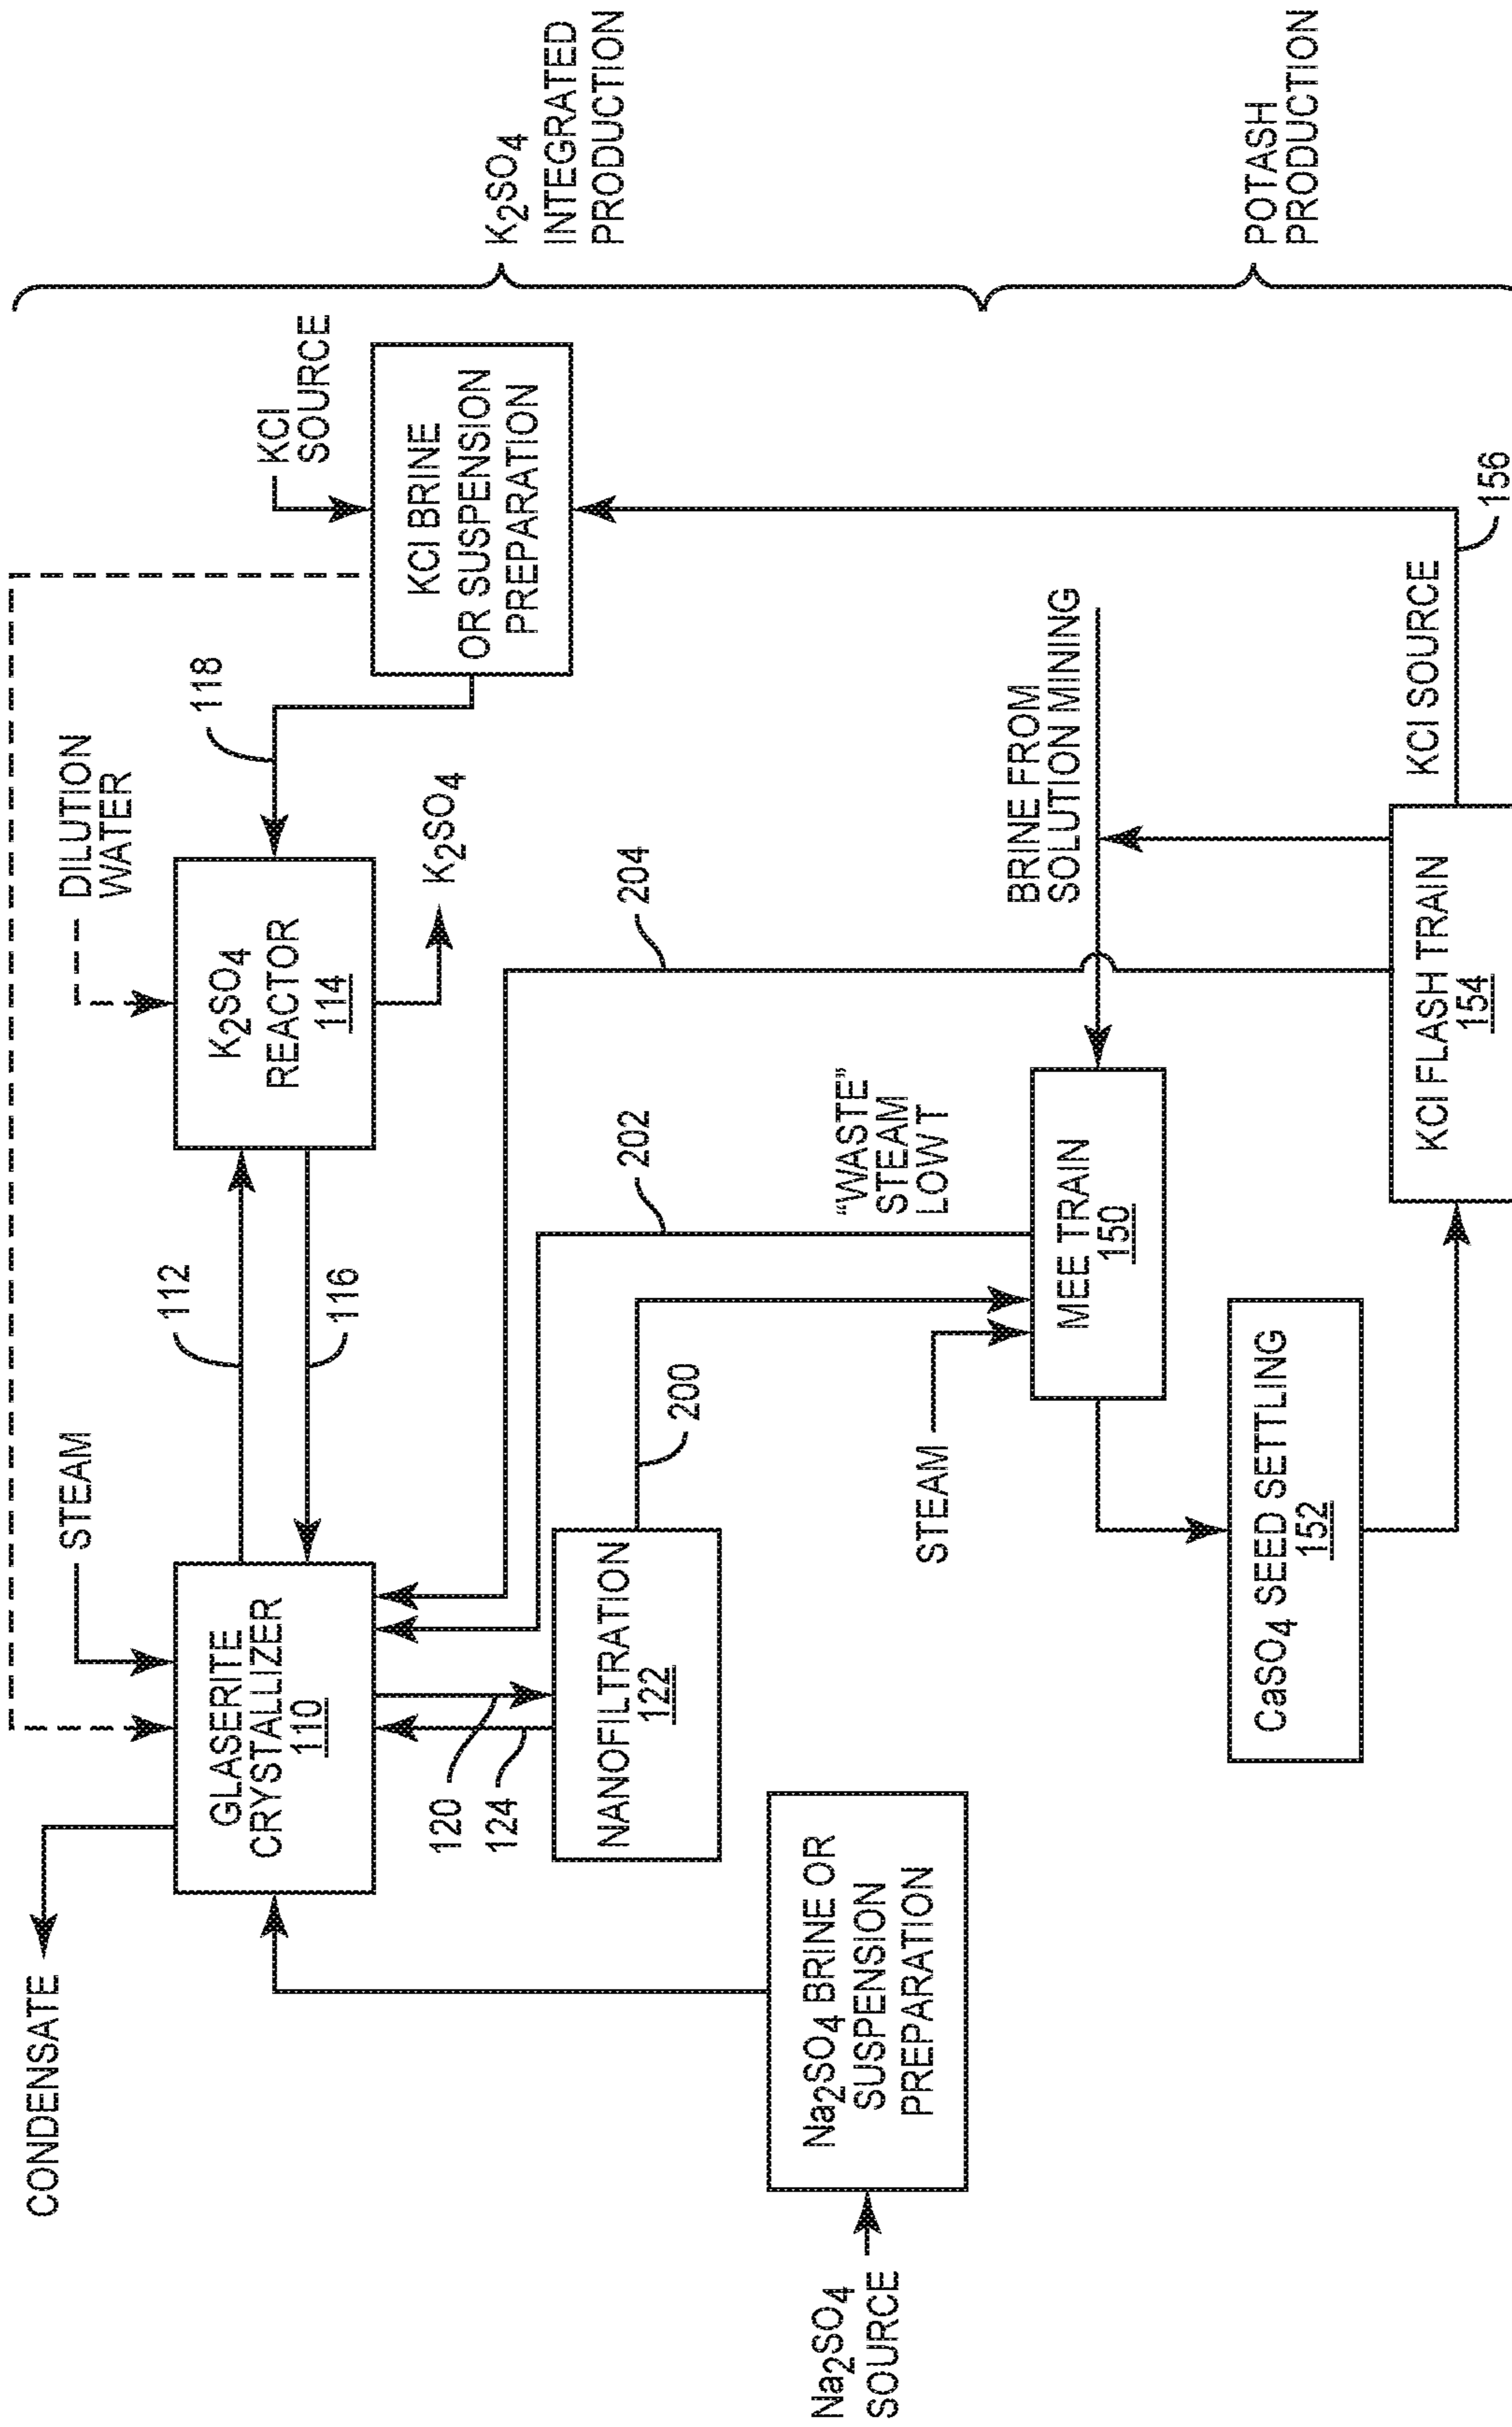 CONDENSATE
STEAM
DILUTION
WATER
KCl
SOURCE
GLASERITE
CRYSTALLIZER
110
112
116
K2SO4
REACTOR
114
118
K2SO4
KCl BRINE
OR SUSPENSION
PREPARATION
K2SO4
INTEGRATED
PRODUCTION
120
124
NANOFILTRATION
122
200
202
204
Na2SO4
SOURCE
Na2SO4 BRINE OR
SUSPENSION
PREPARATION
STEAM
"WASTE"
STEAM
LOW T
BRINE FROM
SOLUTION MINING
MEE TRAIN
150
CaSO4 SEED SETTLING
152
KCl FLASH TRAIN
154
KCl SOURCE
156
POTASH
PRODUCTION